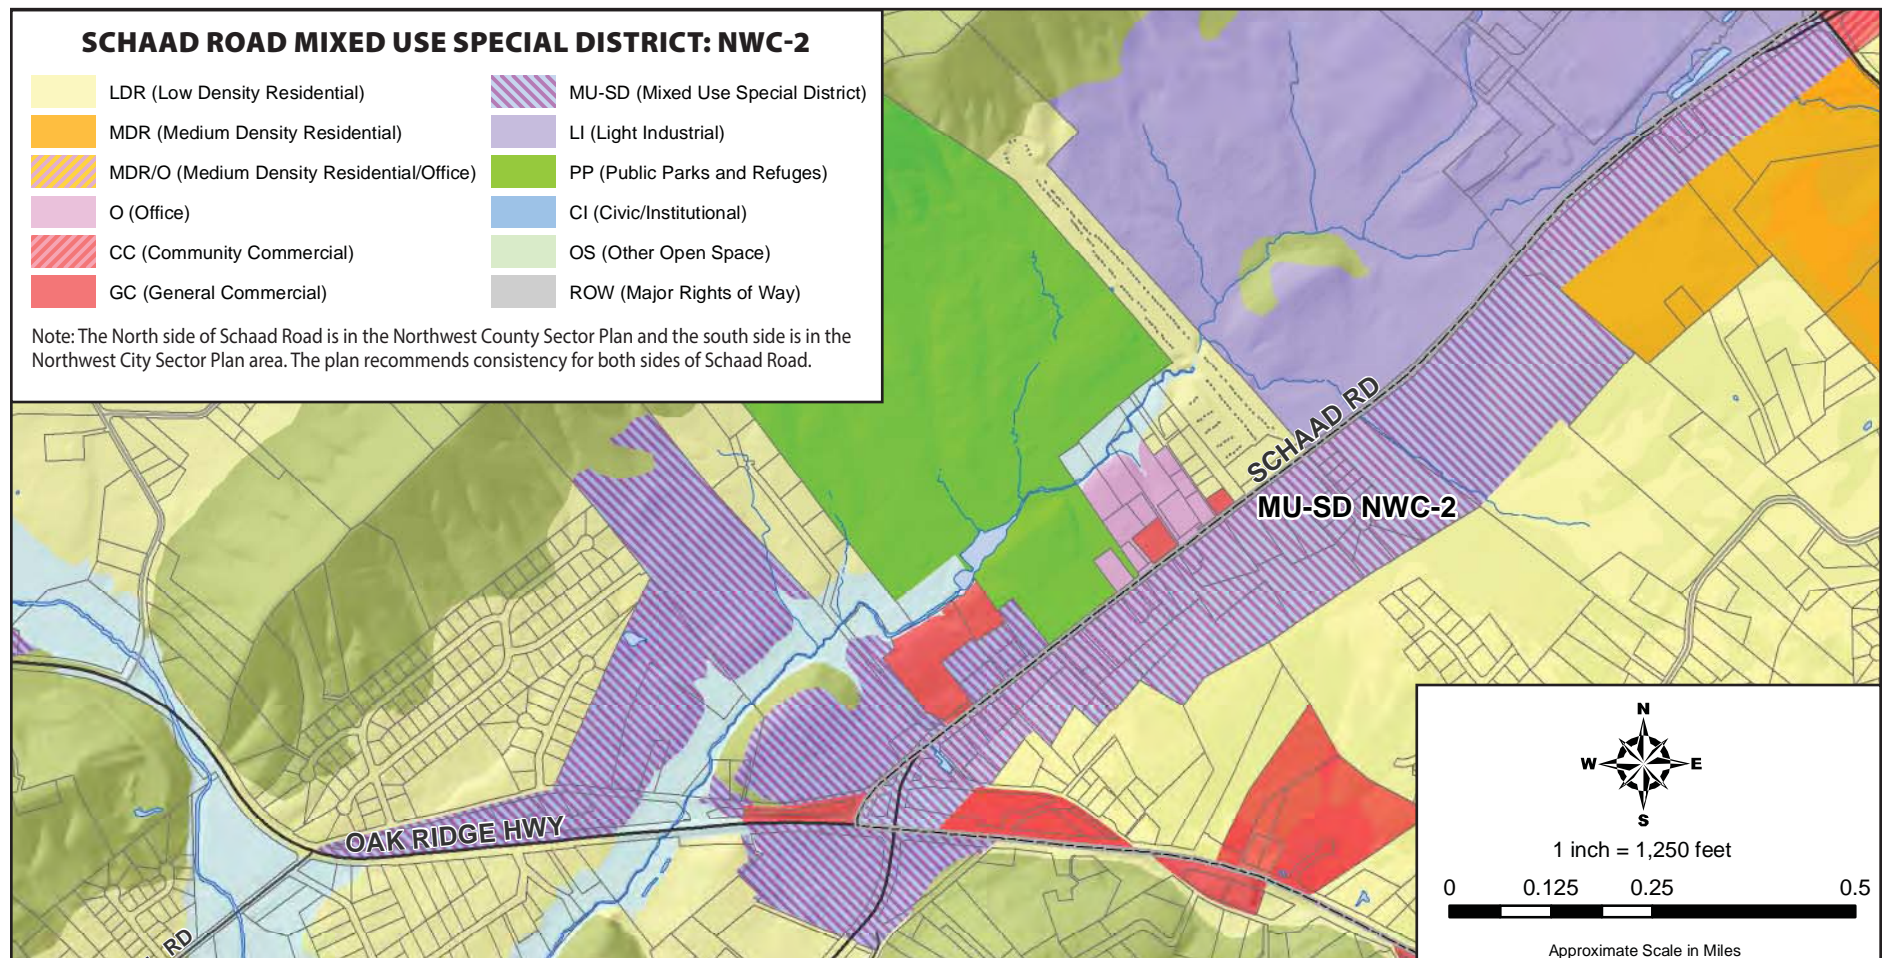 SCHAAD ROAD MIXED USE SPECIAL DISTRICT: NWC-2
LDR (Low Density Residential)
MDR (Medium Density Residential)
MDR/O (Medium Density Residential/Office)
O (Office)
CC (Community Commercial)
GC (General Commercial)
MU-SD (Mixed Use Special District)
LI (Light Industrial)
PP (Public Parks and Refuges)
CI (Civic/Institutional)
OS (Other Open Space)
ROW (Major Rights of Way)
Note: The North side of Schaad Road is in the Northwest County Sector Plan and the south side is in the
Northwest City Sector Plan area. The plan recommends consistency for both sides of Schaad Road.
SCHAAD RD
MU-SD NWC-2
OAK RIDGE HWY
RD
N
W E
S
1 inch = 1,250 feet
0 0.125 0.25 0.5
Approximate Scale in Miles